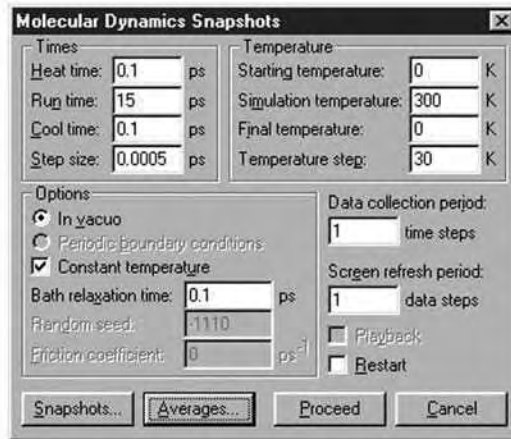 Molecular Dynamics Snapshots
Times
Heat time: 0.1 ps
Run time: 15 ps
Cool time: 0.1 ps
Step size: 0.0005 ps
Temperature
Starting temperature: 0 K
Simulation temperature: 300 K
Final temperature: 0 K
Temperature step: 30 K
Options
In vacuo
Periodic boundary conditions
Constant temperature
Bath relaxation time: 0.1 ps
Random seed: -1110
Friction coefficient: 0 ps-1
Data collection period:
1 time steps
Screen refresh period:
1 data steps
Playback
Restart
Snapshots... Averages... Proceed Cancel